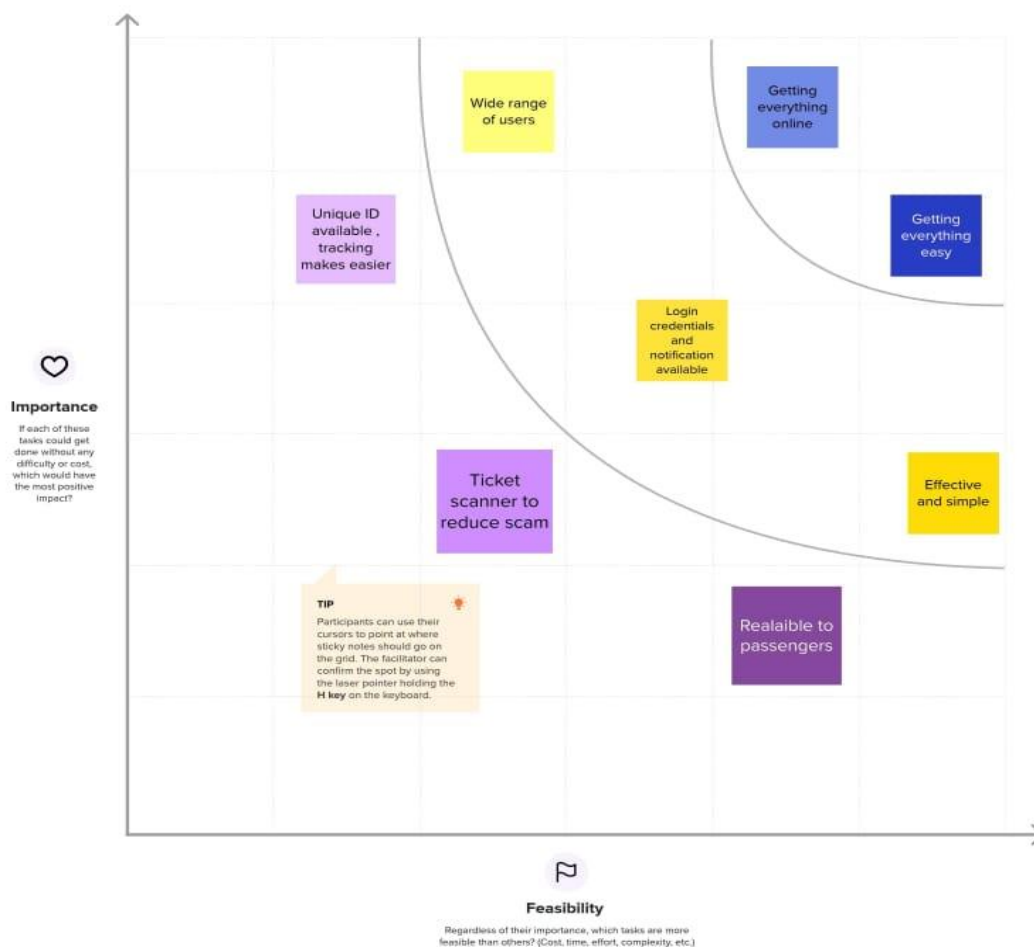 Wide range
of users
Getting
everything
online
Unique ID
available ,
tracking
makes easier
Getting
everything
easy
Login
credentials
and
notification
available
Importance
If each of these
tasks could get
done without any
difficulty or cost,
which would have
the most positive
impact?
Ticket
scanner to
reduce scam
Effective
and simple
TIP
Participants can use their
cursors to point at where
sticky notes should go on
the grid. The facilitator can
confirm the spot by using
the laser pointer holding the
H key on the keyboard.
Realaible to
passengers
Feasibility
Regardless of their importance, which tasks are more
feasible than others? (Cost, time, effort, complexity, etc.)